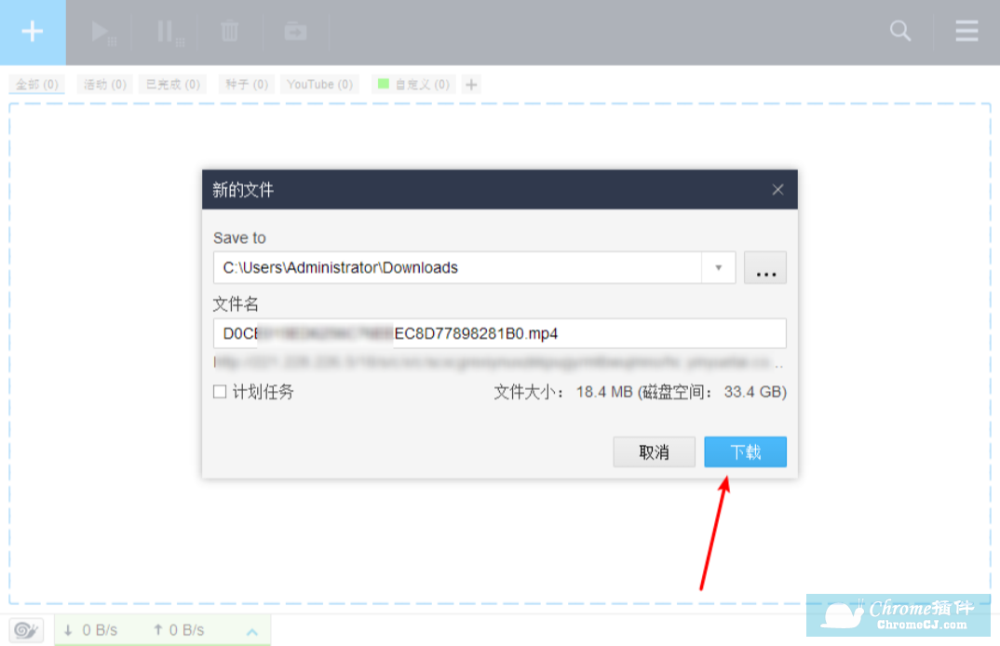 全部 (0) 活动 (0) 已完成 (0) 种子 (0) YouTube (0) 自定义 (0) +
新的文件
Save to
C:\Users\Administrator\Downloads
...
文件名
D0CE EC8D77898281B0.mp4
计划任务 文件大小： 18.4 MB (磁盘空间： 33.4 GB)
取消 下载
↓ 0 B/s ↑ 0 B/s
Chrome插件
ChromeCJ.com